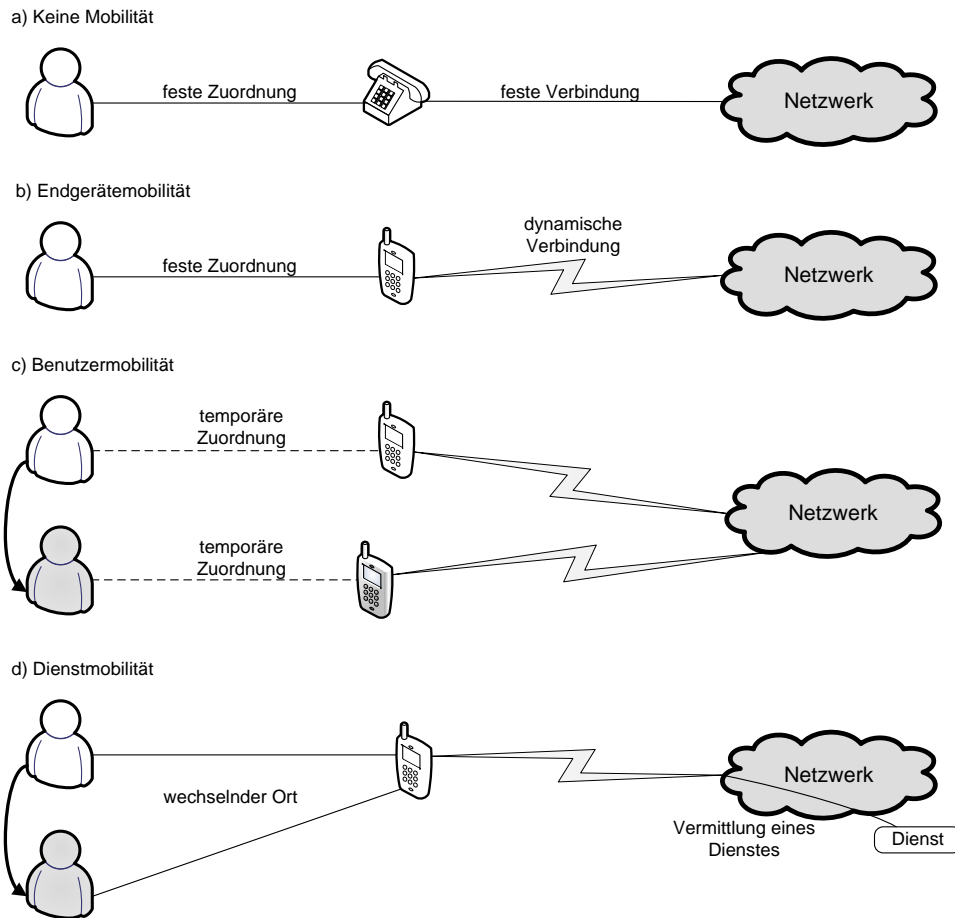 a) Keine Mobilität
feste Zuordnung
feste Verbindung
Netzwerk
b) Endgerätemobilität
feste Zuordnung
dynamische
Verbindung
Netzwerk
c) Benutzermobilität
temporäre
Zuordnung
temporäre
Zuordnung
Netzwerk
d) Dienstmobilität
wechselnder Ort
Netzwerk
Vermittlung eines
Dienstes
Dienst